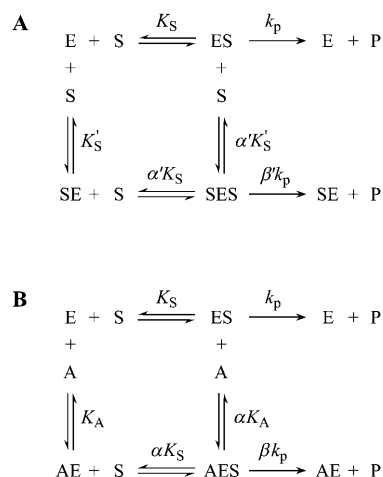 A
E + S K_S ES k_p E + P
+ +
S S
K_S' α'K_S'
SE + S α'K_S SES β'k_p SE + P
B
E + S K_S ES k_p E + P
+ +
A A
K_A αK_A
AE + S αK_S AES βk_p AE + P